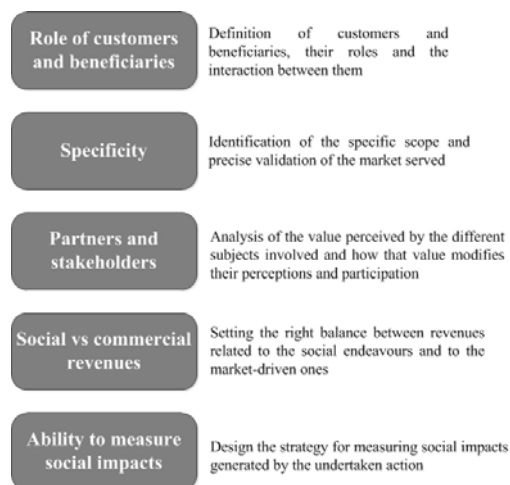 Role of customers
and beneficiaries
Definition of customers and
beneficiaries, their roles and the
interaction between them
Specificity
Identification of the specific scope and
precise validation of the market served
Partners and
stakeholders
Analysis of the value perceived by the different
subjects involved and how that value modifies
their perceptions and participation
Social vs commercial
revenues
Setting the right balance between revenues
related to the social endeavours and to the
market-driven ones
Ability to measure
social impacts
Design the strategy for measuring social impacts
generated by the undertaken action